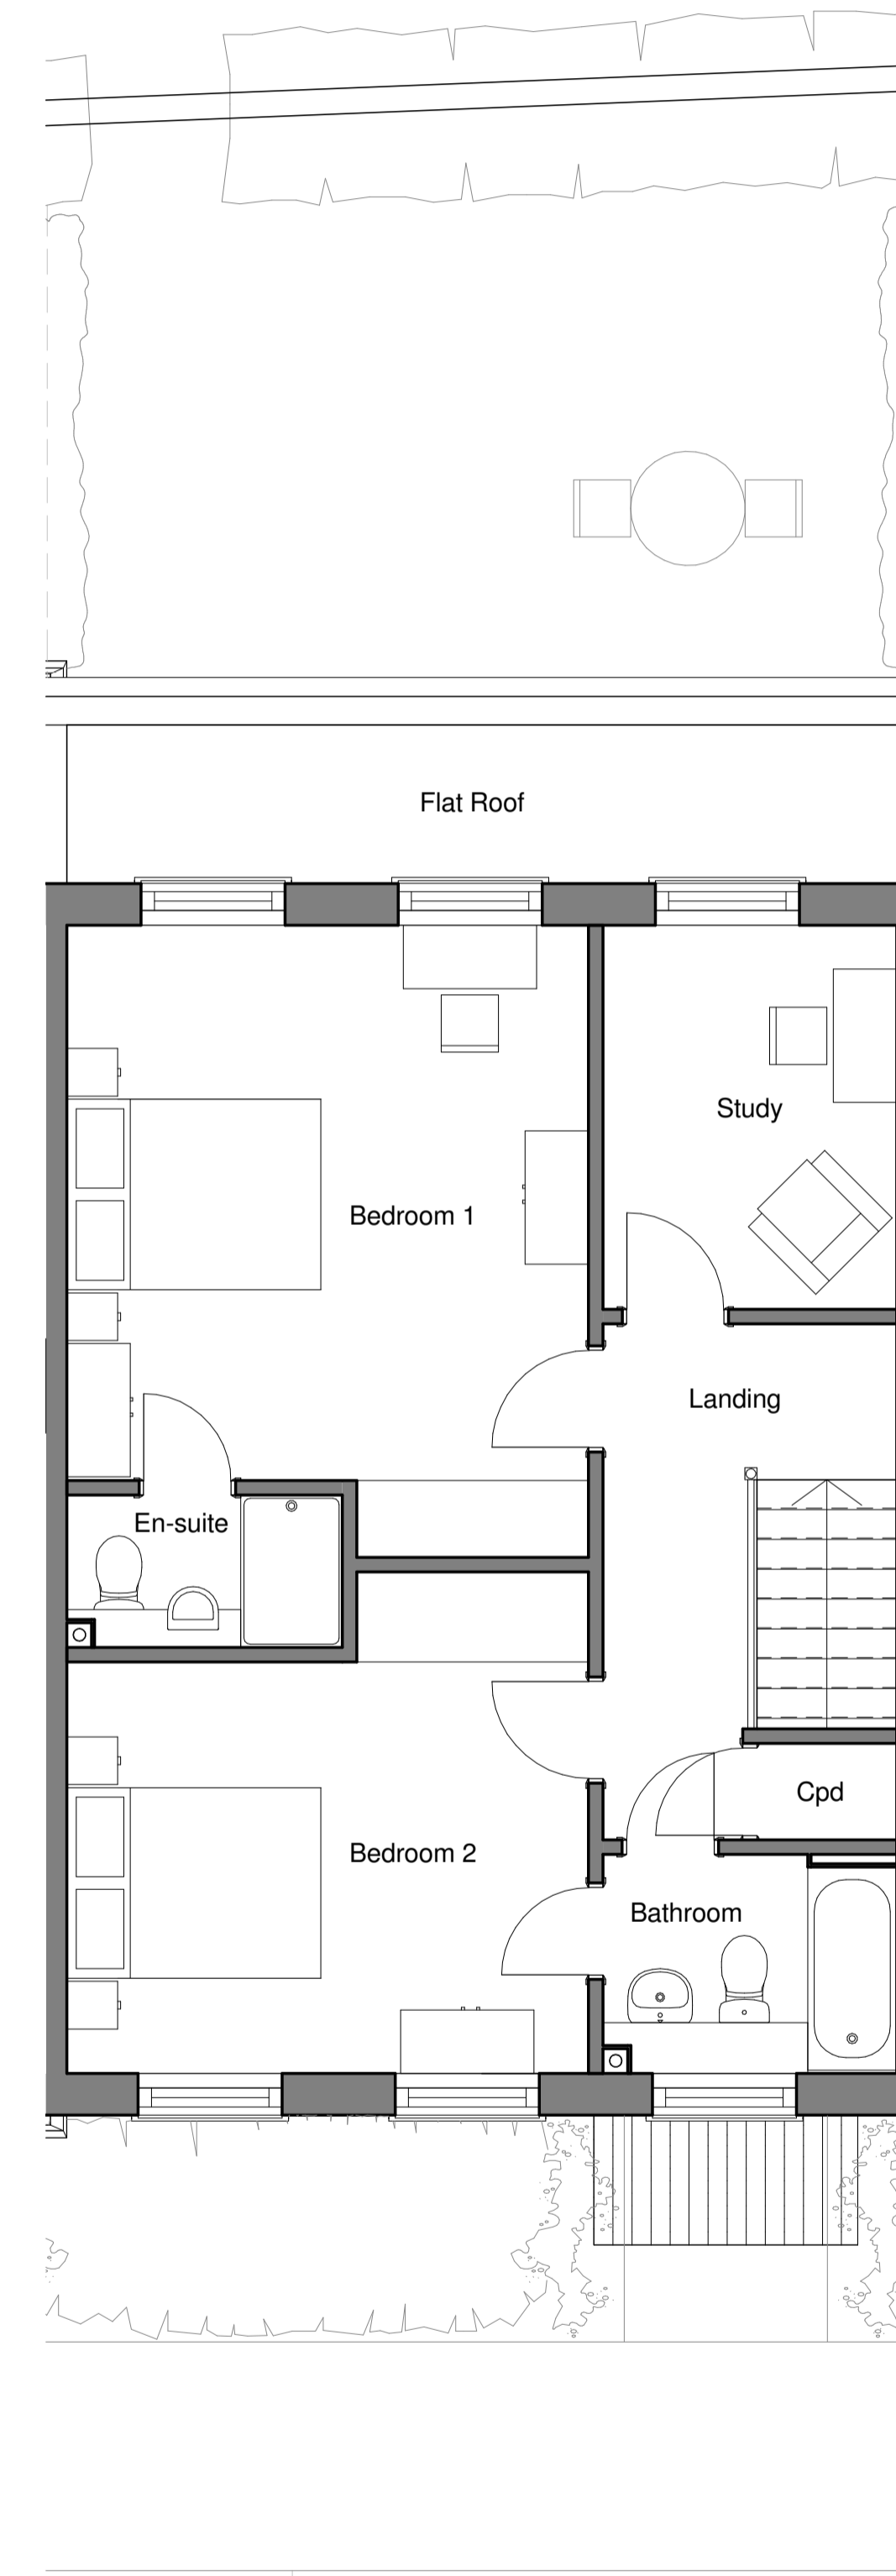 Flat Roof
Study
Bedroom 1
Landing
En-suite
Cpd
Bedroom 2
Bathroom